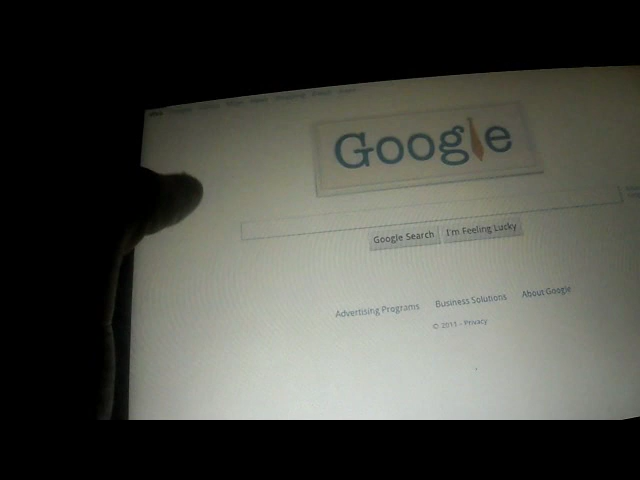 Google
Google Search I'm Feeling Lucky
Advertising Programs Business Solutions About Google
© 2011 - Privacy